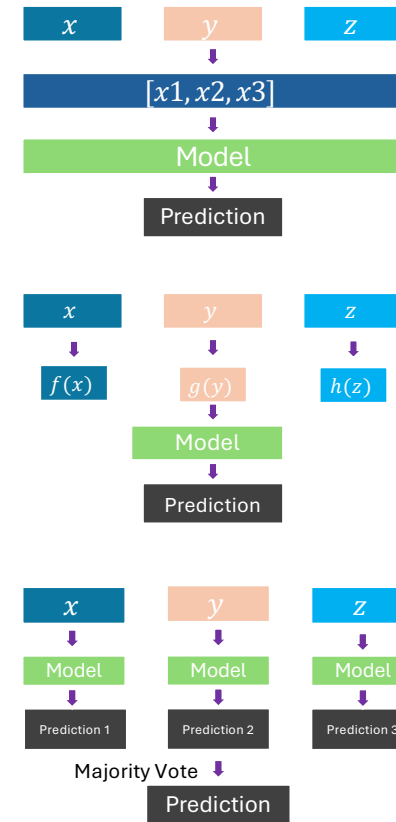 x y z
[x1, x2, x3]
Model
Prediction
x y z
f(x) g(y) h(z)
Model
Prediction
x y z
Model Model Model
Prediction 1 Prediction 2 Prediction 3
Majority Vote
Prediction